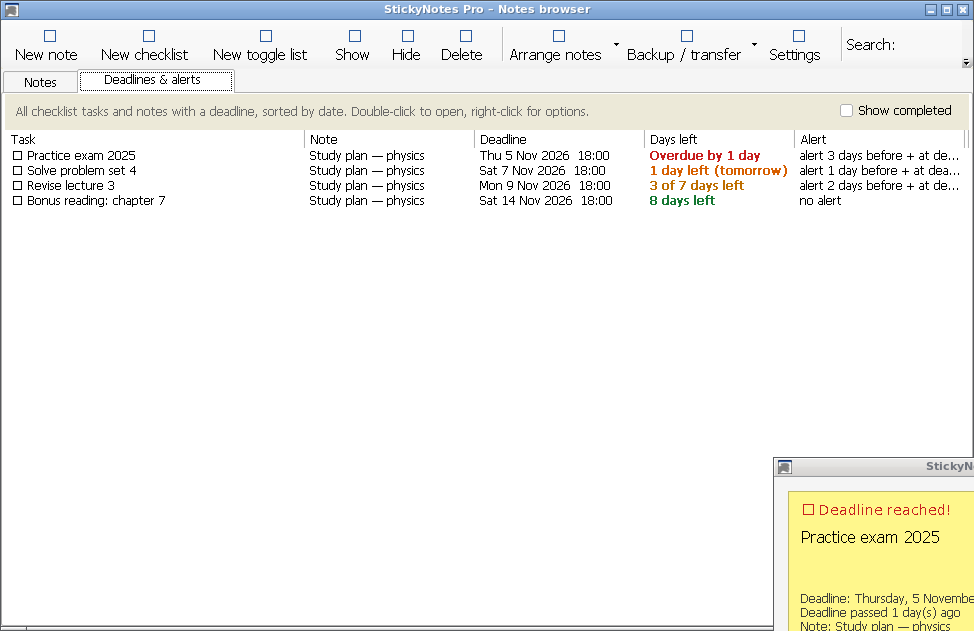 StickyNotes Pro – Notes browser
New note New checklist New toggle list Show Hide Delete Arrange notes Backup / transfer Settings Search:
Notes Deadlines & alerts
All checklist tasks and notes with a deadline, sorted by date. Double-click to open, right-click for options. Show completed
Task Note Deadline Days left Alert
Practice exam 2025 Study plan — physics Thu 5 Nov 2026 18:00 Overdue by 1 day alert 3 days before + at de...
Solve problem set 4 Study plan — physics Sat 7 Nov 2026 18:00 1 day left (tomorrow) alert 1 day before + at dea...
Revise lecture 3 Study plan — physics Mon 9 Nov 2026 18:00 3 of 7 days left alert 2 days before + at de...
Bonus reading: chapter 7 Study plan — physics Sat 14 Nov 2026 18:00 8 days left no alert
StickyN
Deadline reached!
Practice exam 2025
Deadline: Thursday, 5 Novembe
Deadline passed 1 day(s) ago
Note: Study plan — physics